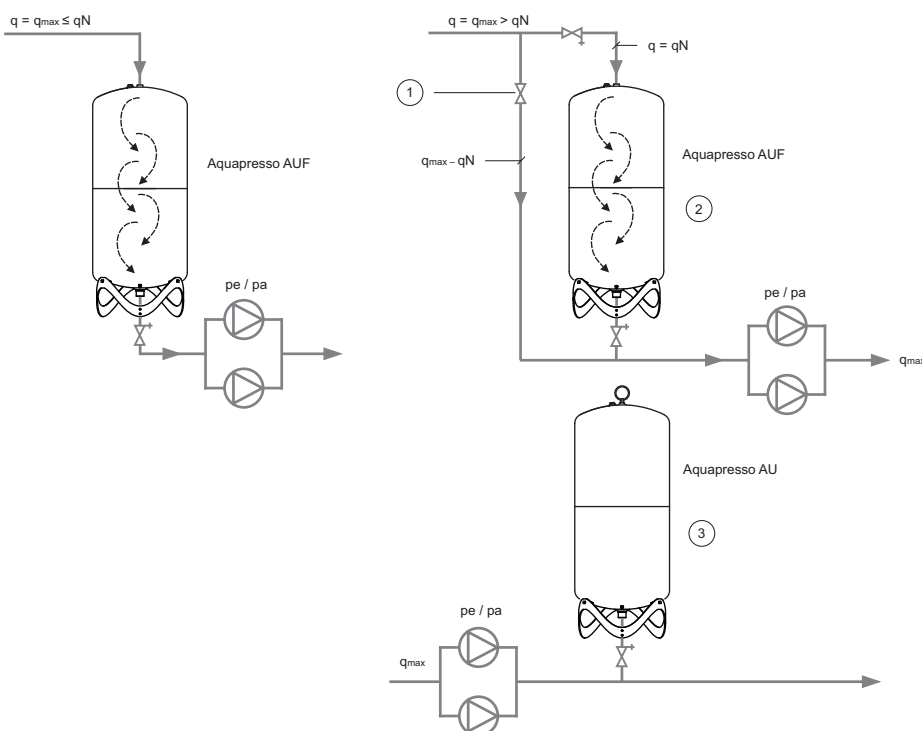 q = qmax ≤ qN
Aquapresso AUF
pe / pa
q = qmax > qN
q = qN
1
qmax – qN
Aquapresso AUF
2
pe / pa
qmax
Aquapresso AU
3
pe / pa
qmax